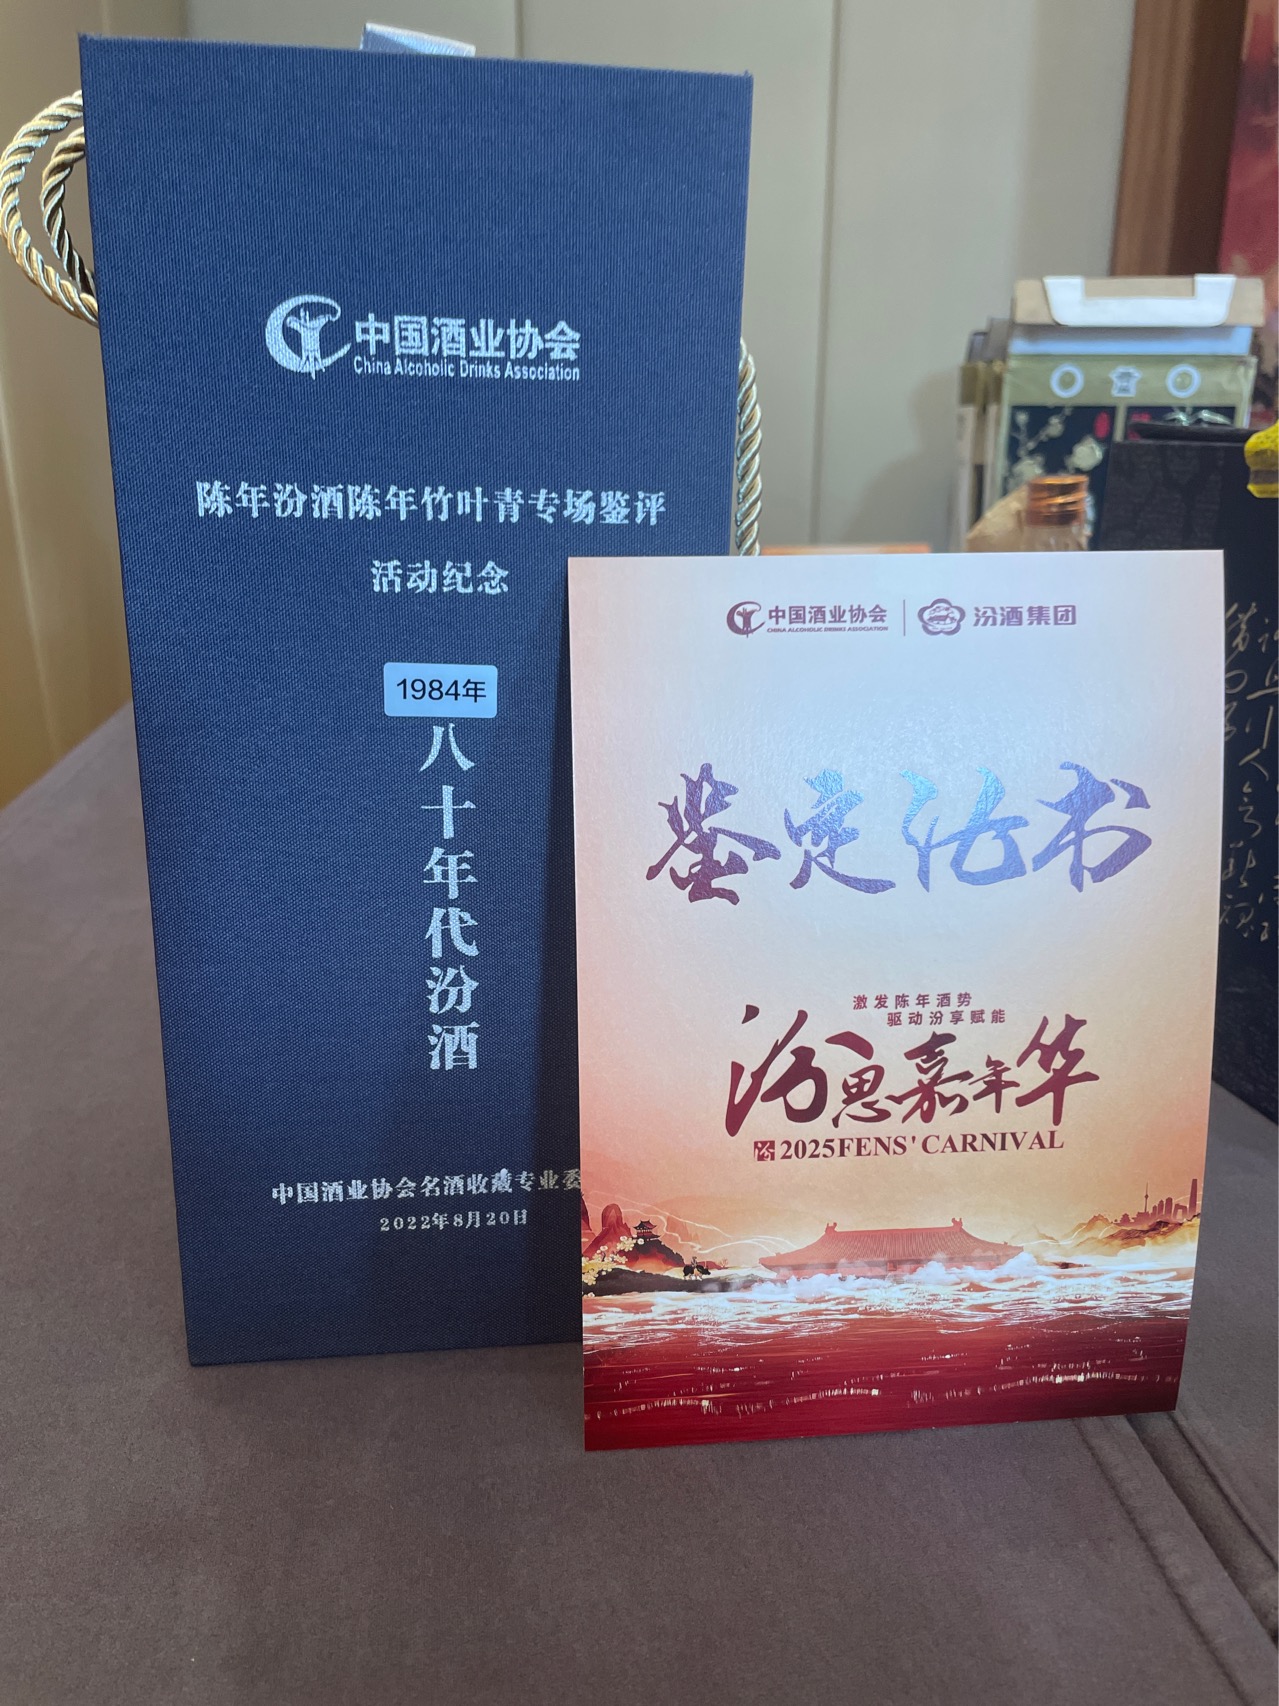 中国酒业协会
China Alcoholic Drinks Association
陈年汾酒陈年竹叶青专场鉴评
活动纪念
1984年
八十年代汾酒
中国酒业协会名酒收藏专业委
2022年8月20日
中国酒业协会
CHINA ALCOHOLIC DRINKS ASSOCIATION
汾酒集团
鉴定证书
激发陈年酒势
驱动汾享赋能
汾思嘉年华
2025FENS' CARNIVAL